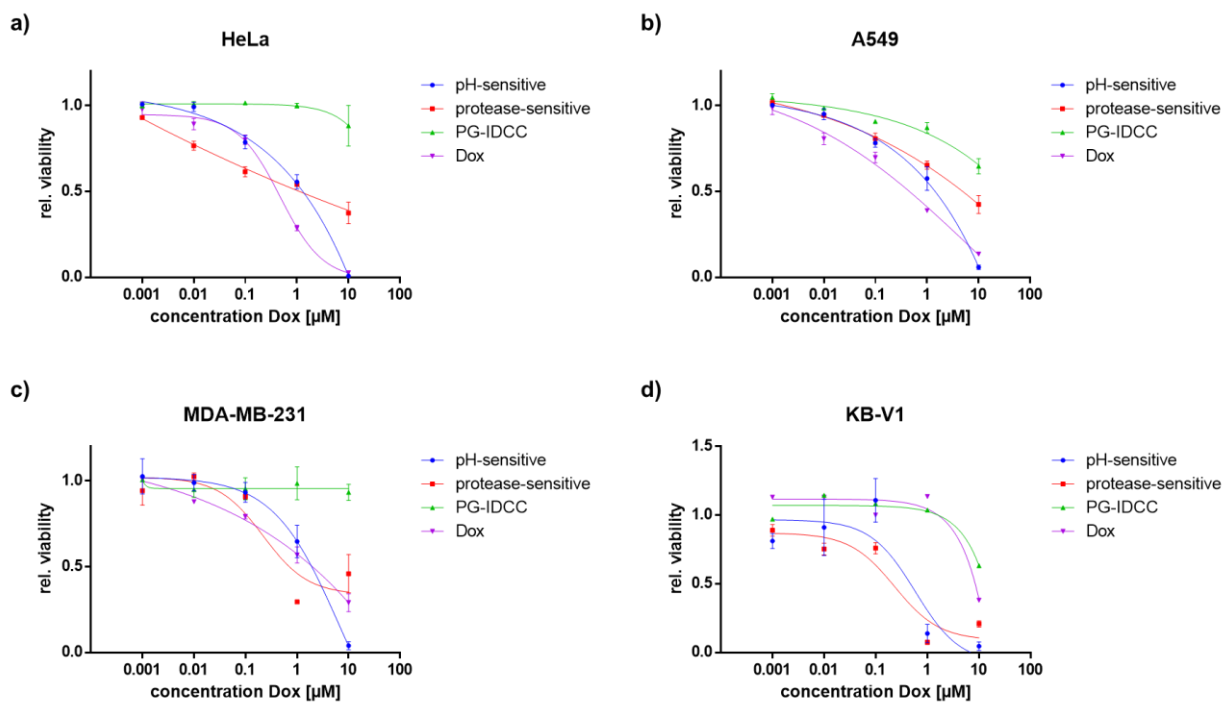 a)
HeLa
rel. viability
1.0
0.5
0.0
0.001 0.01 0.1 1 10 100
concentration Dox [µM]
pH-sensitive
protease-sensitive
PG-IDCC
Dox
b)
A549
rel. viability
1.0
0.5
0.0
0.001 0.01 0.1 1 10 100
concentration Dox [µM]
pH-sensitive
protease-sensitive
PG-IDCC
Dox
c)
MDA-MB-231
rel. viability
1.0
0.5
0.0
0.001 0.01 0.1 1 10 100
concentration Dox [µM]
pH-sensitive
protease-sensitive
PG-IDCC
Dox
d)
KB-V1
rel. viability
1.5
1.0
0.5
0.0
0.001 0.01 0.1 1 10 100
concentration Dox [µM]
pH-sensitive
protease-sensitive
PG-IDCC
Dox